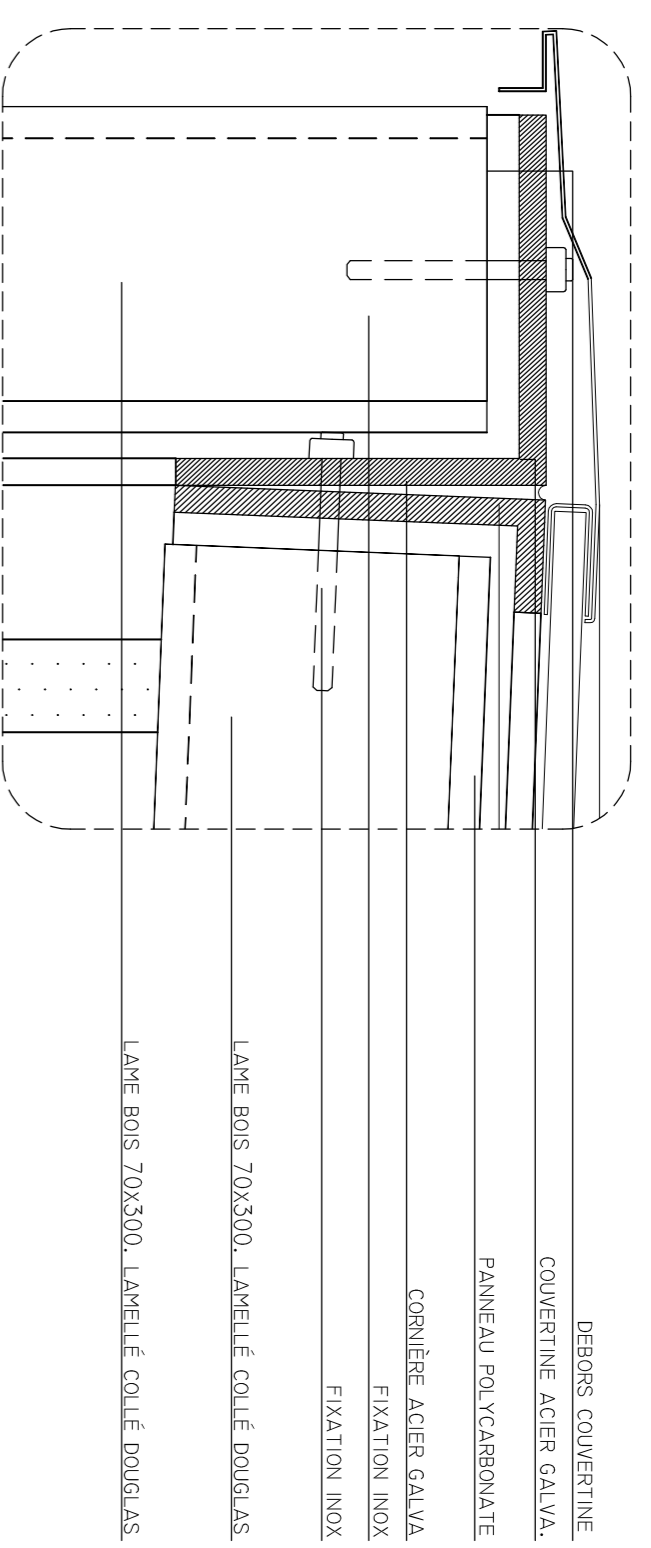 DEBORS COUVERTINE
COUVERTINE ACIER GALVA.
PANNEAU POLYCARBONATE
CORNIÈRE ACIER GALVA
FIXATION INOX
FIXATION INOX
LAME BOIS 70X300. LAMELLÉ COLLÉ DOUGLAS
LAME BOIS 70X300. LAMELLÉ COLLÉ DOUGLAS